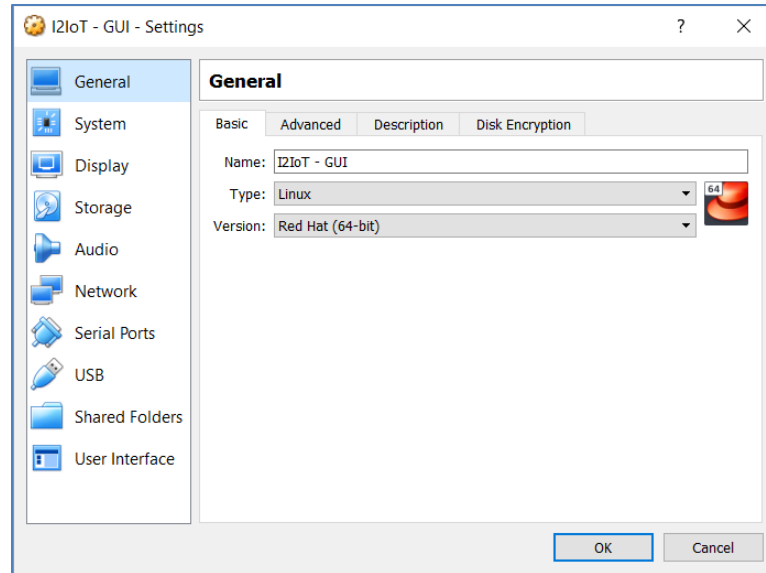 I2IoT - GUI - Settings ? ×
General
System
Display
Storage
Audio
Network
Serial Ports
USB
Shared Folders
User Interface
General
Basic Advanced Description Disk Encryption
Name: I2IoT - GUI
Type: Linux
64
Version: Red Hat (64-bit)
OK Cancel